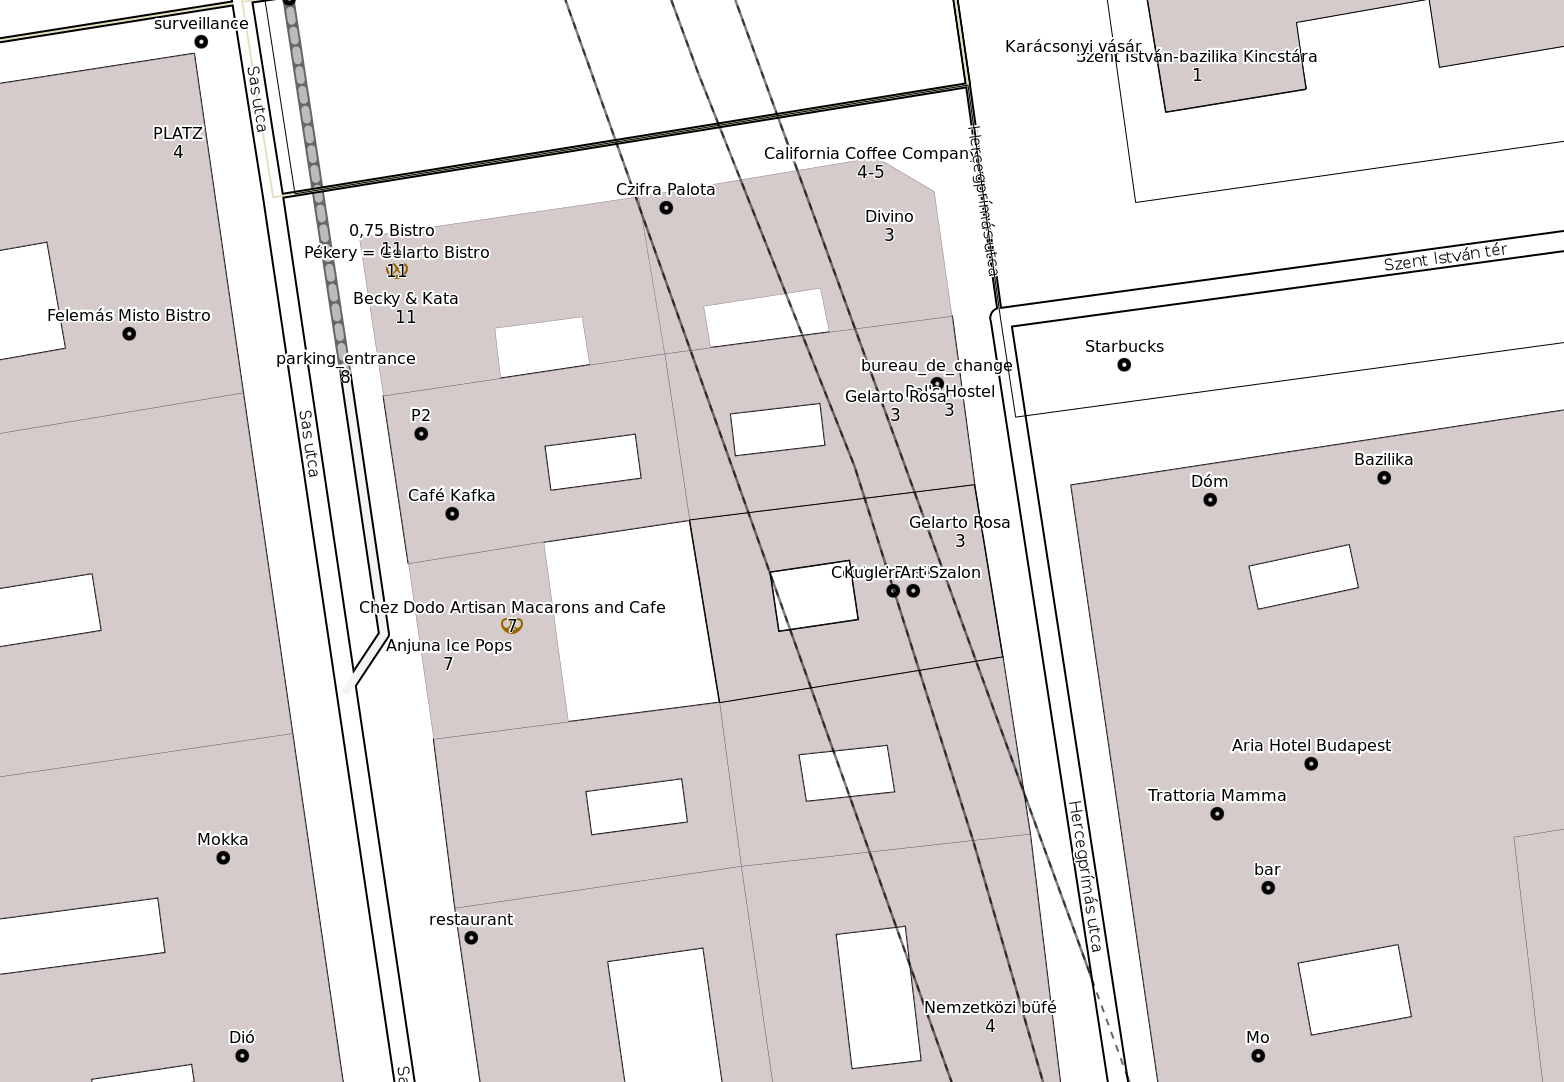 surveillance
Sas utca
Karácsonyi vásár
Szent István-bazilika Kincstára
1
PLATZ
4
California Coffee Company
4-5
Hercegprímás utca
Czifra Palota
Divino
3
0,75 Bistro
11
Pékery = Gelarto Bistro
11
Szent István tér
Becky & Kata
11
Felemás Misto Bistro
Starbucks
parking_entrance
8
bureau_de_change
Hostel
3
Gelarto Rosa
3
P2
Sas utca
Bazilika
Dóm
Café Kafka
Gelarto Rosa
3
Kugler Art Szalon
Chez Dodo Artisan Macarons and Cafe
7
Anjuna Ice Pops
7
Aria Hotel Budapest
Trattoria Mamma
Hercegprímás utca
Mokka
bar
restaurant
Nemzetközi büfé
4
Dió
Mo